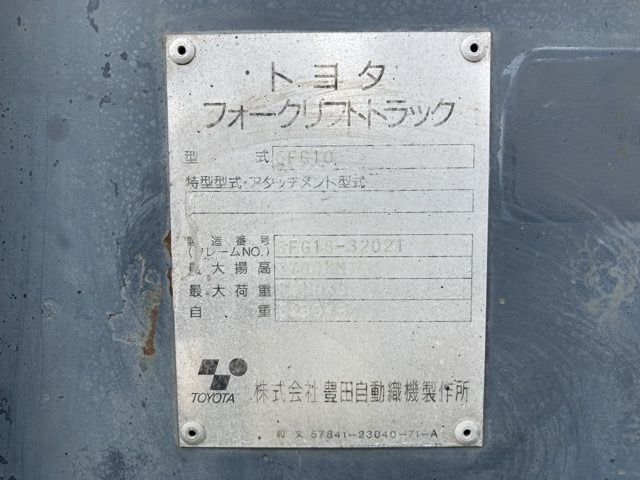 トヨタ
フォークリフト・トラック
型 式
特型型式・アタッチメント型式
製造番号 FG18-32021
(フレームNO.)
最大揚高
最大荷重
自 重
TOYOTA 株式会社 豊田自動織機製作所
和文 57841-23040-71-A